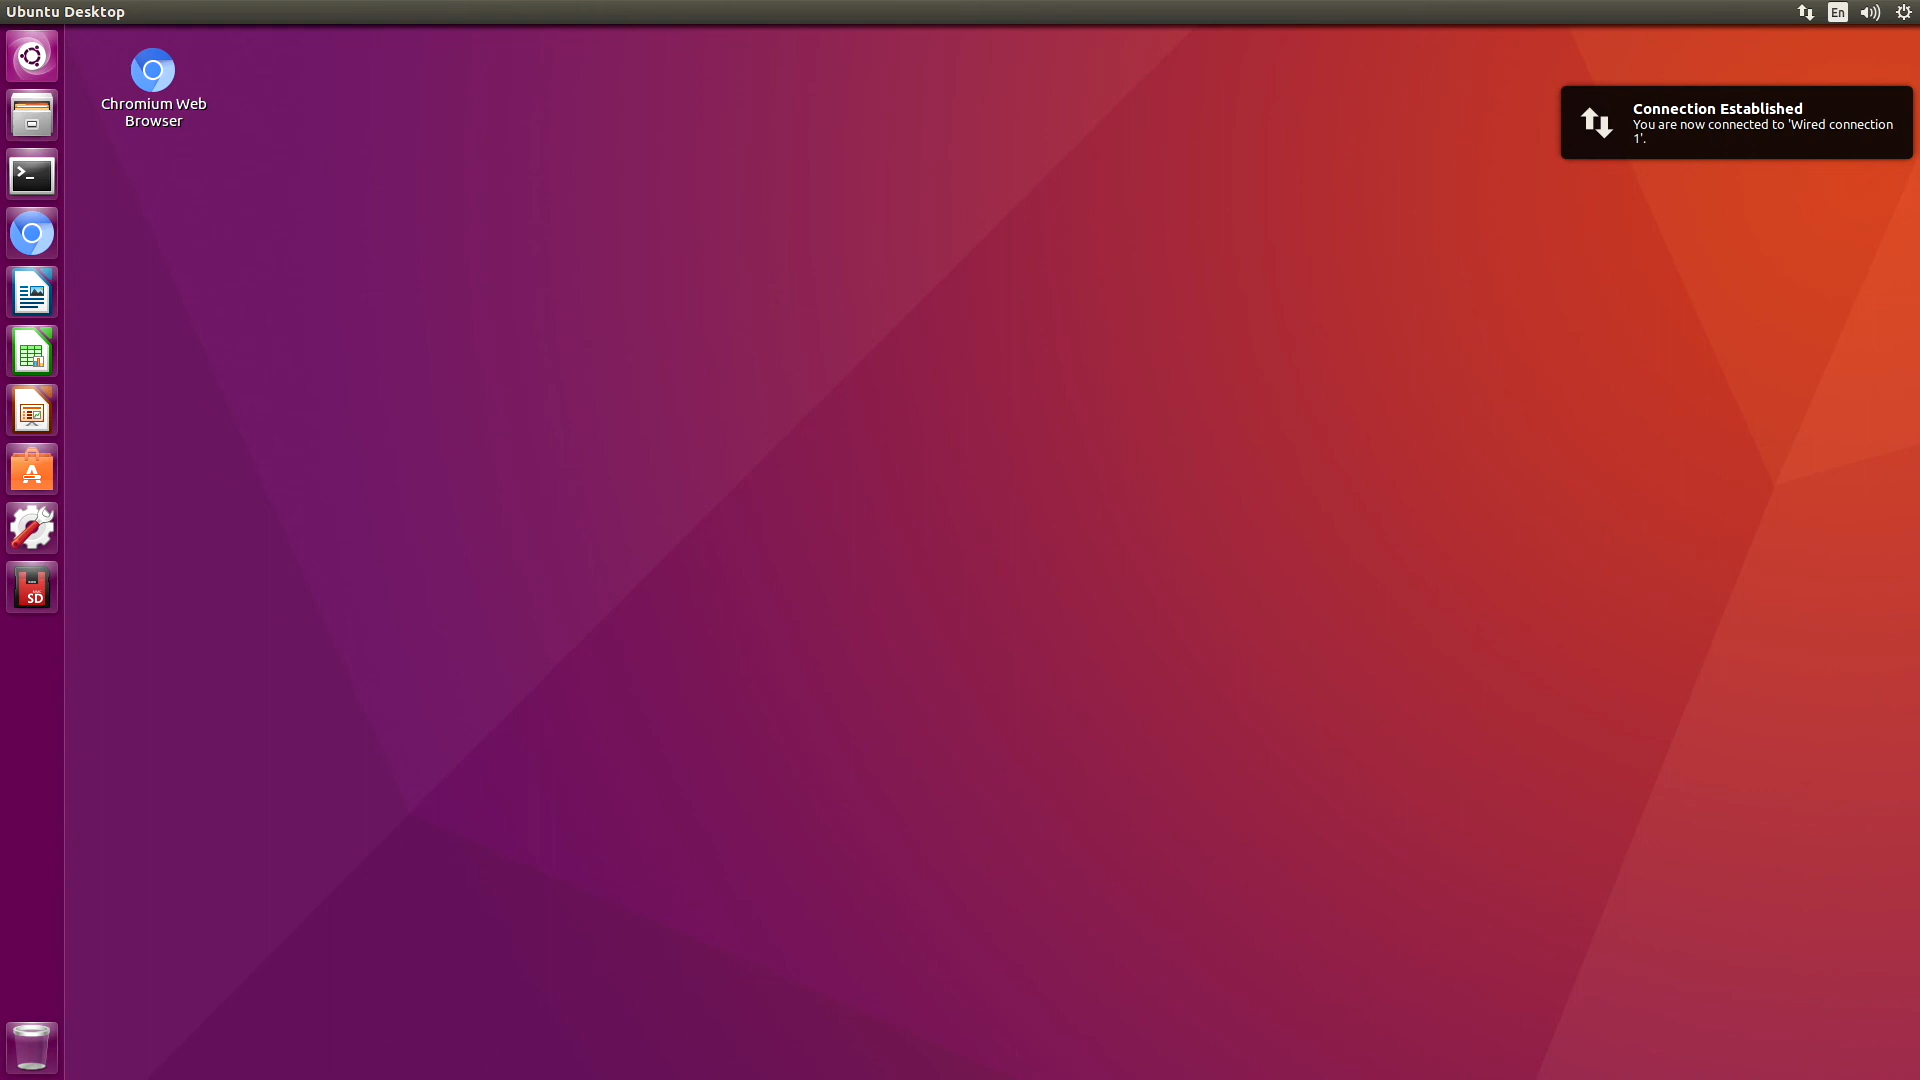 Ubuntu Desktop
En
Chromium Web
Browser
Connection Established
You are now connected to 'Wired connection
1'.
>_
A
SD